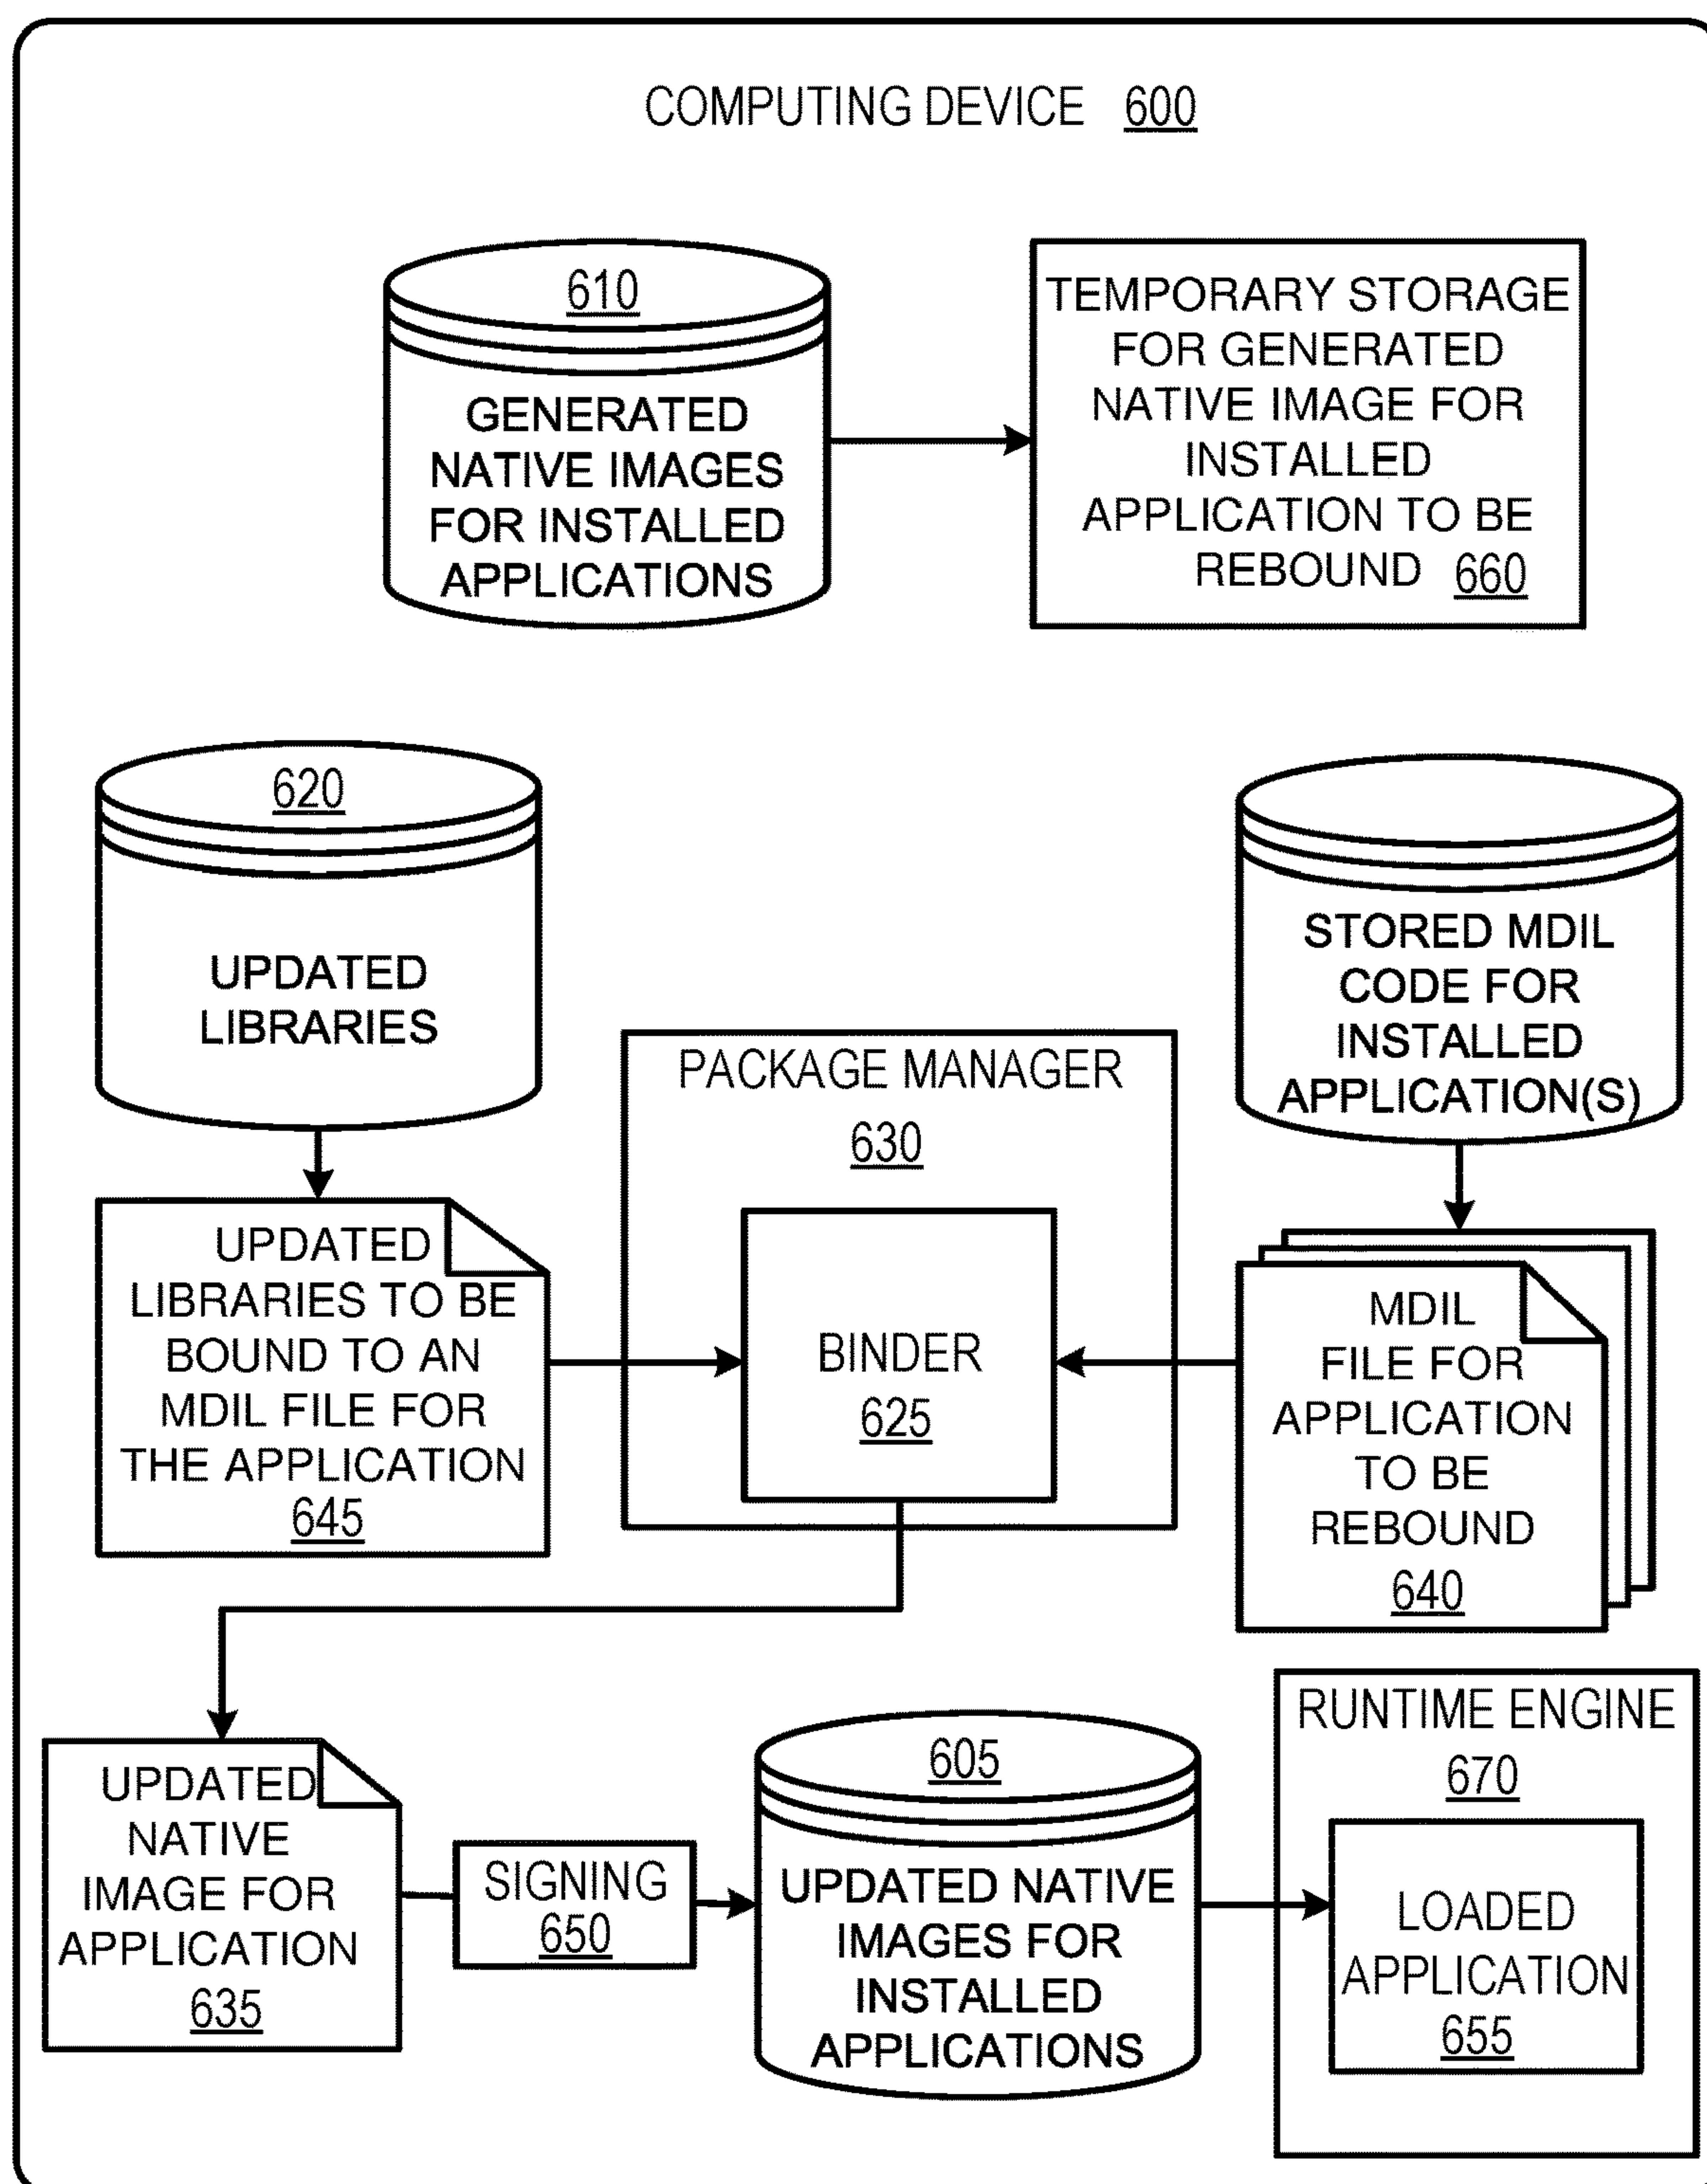 COMPUTING DEVICE 600
610
GENERATED
NATIVE IMAGES
FOR INSTALLED
APPLICATIONS
TEMPORARY STORAGE
FOR GENERATED
NATIVE IMAGE FOR
INSTALLED
APPLICATION TO BE
REBOUND 660
620
UPDATED
LIBRARIES
STORED MDIL
CODE FOR
INSTALLED
APPLICATION(S)
PACKAGE MANAGER
630
UPDATED
LIBRARIES TO BE
BOUND TO AN
MDIL FILE FOR
THE APPLICATION
645
BINDER
625
MDIL
FILE FOR
APPLICATION
TO BE
REBOUND
640
UPDATED
NATIVE
IMAGE FOR
APPLICATION
635
SIGNING
650
605
UPDATED NATIVE
IMAGES FOR
INSTALLED
APPLICATIONS
RUNTIME ENGINE
670
LOADED
APPLICATION
655